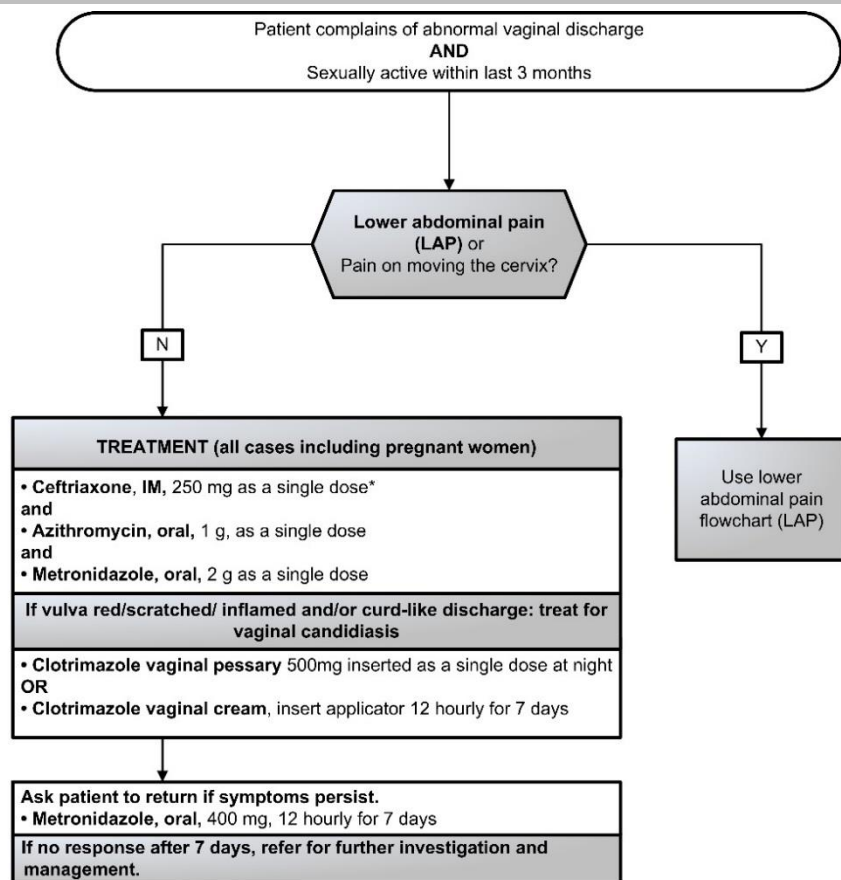 Patient complains of abnormal vaginal discharge
AND
Sexually active within last 3 months
Lower abdominal pain
(LAP) or
Pain on moving the cervix?
N
Y
TREATMENT (all cases including pregnant women)
• Ceftriaxone, IM, 250 mg as a single dose*
and
• Azithromycin, oral, 1 g, as a single dose
and
• Metronidazole, oral, 2 g as a single dose
If vulva red/scratched/ inflamed and/or curd-like discharge: treat for
vaginal candidiasis
• Clotrimazole vaginal pessary 500mg inserted as a single dose at night
OR
• Clotrimazole vaginal cream, insert applicator 12 hourly for 7 days
Use lower
abdominal pain
flowchart (LAP)
Ask patient to return if symptoms persist.
• Metronidazole, oral, 400 mg, 12 hourly for 7 days
If no response after 7 days, refer for further investigation and
management.